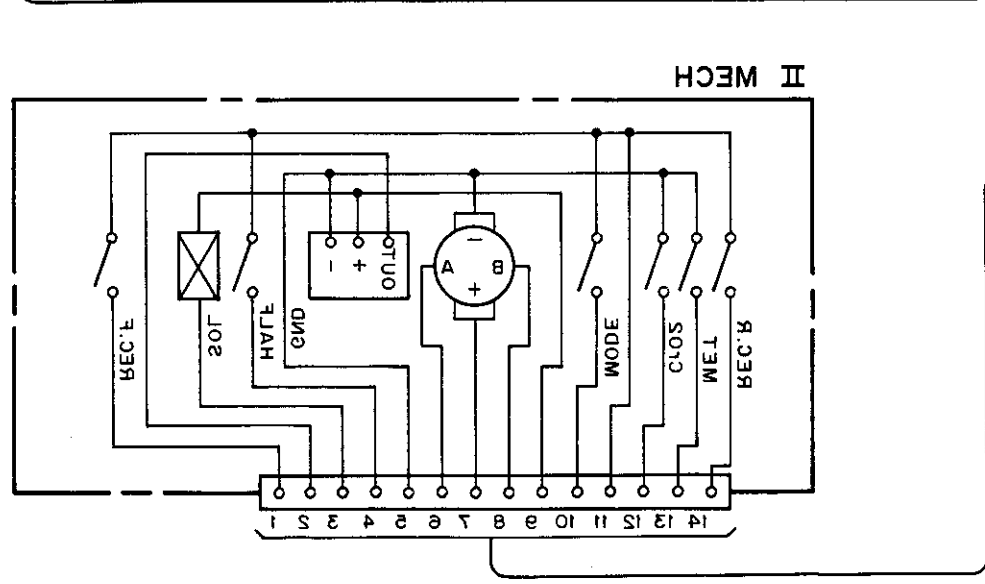 II MECH
− + OUT
−
A B
+
REC.F
SOL
HALF
GND
MODE
CrO2
MET
REC.R
1 2 3 4 5 6 7 8 9 10 11 12 13 14